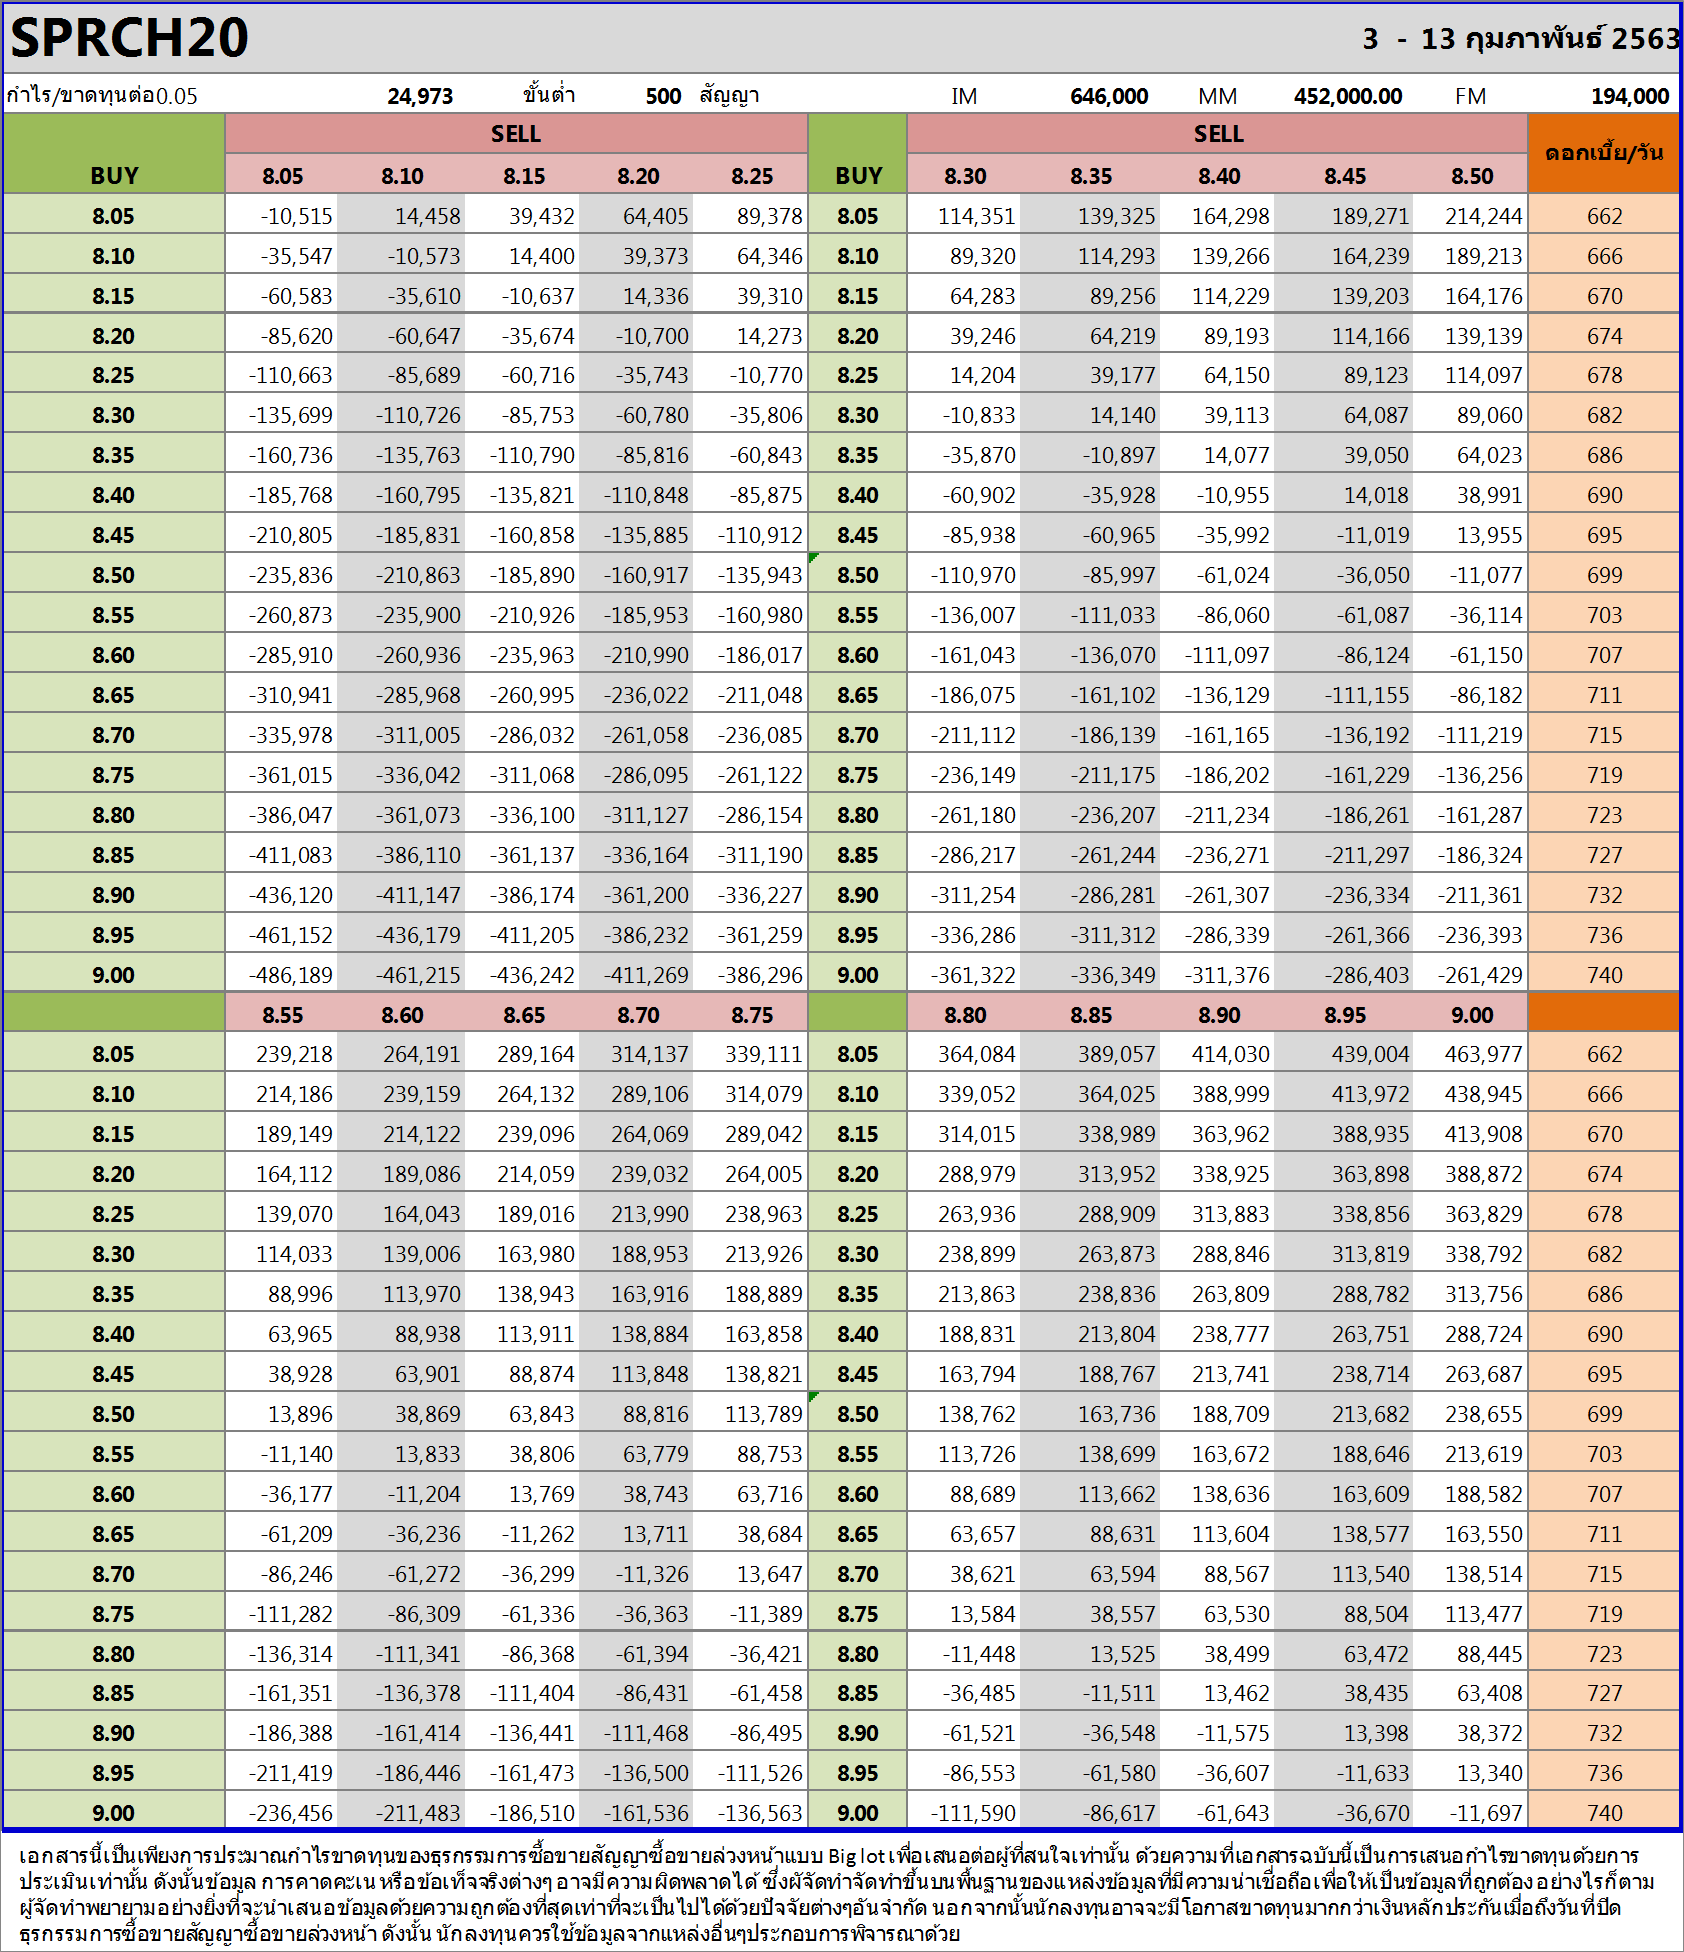 SPRCH20 3 - 13 กุมภาพันธ์ 2563
กำไร/ขาดทุนต่อ0.05 24,973 ขั้นต่ำ 500 สัญญา IM 646,000 MM 452,000.00 FM 194,000
SELL SELL ดอกเบี้ย/วัน
BUY 8.05 8.10 8.15 8.20 8.25 BUY 8.30 8.35 8.40 8.45 8.50
8.05 -10,515 14,458 39,432 64,405 89,378 8.05 114,351 139,325 164,298 189,271 214,244 662
8.10 -35,547 -10,573 14,400 39,373 64,346 8.10 89,320 114,293 139,266 164,239 189,213 666
8.15 -60,583 -35,610 -10,637 14,336 39,310 8.15 64,283 89,256 114,229 139,203 164,176 670
8.20 -85,620 -60,647 -35,674 -10,700 14,273 8.20 39,246 64,219 89,193 114,166 139,139 674
8.25 -110,663 -85,689 -60,716 -35,743 -10,770 8.25 14,204 39,177 64,150 89,123 114,097 678
8.30 -135,699 -110,726 -85,753 -60,780 -35,806 8.30 -10,833 14,140 39,113 64,087 89,060 682
8.35 -160,736 -135,763 -110,790 -85,816 -60,843 8.35 -35,870 -10,897 14,077 39,050 64,023 686
8.40 -185,768 -160,795 -135,821 -110,848 -85,875 8.40 -60,902 -35,928 -10,955 14,018 38,991 690
8.45 -210,805 -185,831 -160,858 -135,885 -110,912 8.45 -85,938 -60,965 -35,992 -11,019 13,955 695
8.50 -235,836 -210,863 -185,890 -160,917 -135,943 8.50 -110,970 -85,997 -61,024 -36,050 -11,077 699
8.55 -260,873 -235,900 -210,926 -185,953 -160,980 8.55 -136,007 -111,033 -86,060 -61,087 -36,114 703
8.60 -285,910 -260,936 -235,963 -210,990 -186,017 8.60 -161,043 -136,070 -111,097 -86,124 -61,150 707
8.65 -310,941 -285,968 -260,995 -236,022 -211,048 8.65 -186,075 -161,102 -136,129 -111,155 -86,182 711
8.70 -335,978 -311,005 -286,032 -261,058 -236,085 8.70 -211,112 -186,139 -161,165 -136,192 -111,219 715
8.75 -361,015 -336,042 -311,068 -286,095 -261,122 8.75 -236,149 -211,175 -186,202 -161,229 -136,256 719
8.80 -386,047 -361,073 -336,100 -311,127 -286,154 8.80 -261,180 -236,207 -211,234 -186,261 -161,287 723
8.85 -411,083 -386,110 -361,137 -336,164 -311,190 8.85 -286,217 -261,244 -236,271 -211,297 -186,324 727
8.90 -436,120 -411,147 -386,174 -361,200 -336,227 8.90 -311,254 -286,281 -261,307 -236,334 -211,361 732
8.95 -461,152 -436,179 -411,205 -386,232 -361,259 8.95 -336,286 -311,312 -286,339 -261,366 -236,393 736
9.00 -486,189 -461,215 -436,242 -411,269 -386,296 9.00 -361,322 -336,349 -311,376 -286,403 -261,429 740
8.55 8.60 8.65 8.70 8.75 8.80 8.85 8.90 8.95 9.00
8.05 239,218 264,191 289,164 314,137 339,111 8.05 364,084 389,057 414,030 439,004 463,977 662
8.10 214,186 239,159 264,132 289,106 314,079 8.10 339,052 364,025 388,999 413,972 438,945 666
8.15 189,149 214,122 239,096 264,069 289,042 8.15 314,015 338,989 363,962 388,935 413,908 670
8.20 164,112 189,086 214,059 239,032 264,005 8.20 288,979 313,952 338,925 363,898 388,872 674
8.25 139,070 164,043 189,016 213,990 238,963 8.25 263,936 288,909 313,883 338,856 363,829 678
8.30 114,033 139,006 163,980 188,953 213,926 8.30 238,899 263,873 288,846 313,819 338,792 682
8.35 88,996 113,970 138,943 163,916 188,889 8.35 213,863 238,836 263,809 288,782 313,756 686
8.40 63,965 88,938 113,911 138,884 163,858 8.40 188,831 213,804 238,777 263,751 288,724 690
8.45 38,928 63,901 88,874 113,848 138,821 8.45 163,794 188,767 213,741 238,714 263,687 695
8.50 13,896 38,869 63,843 88,816 113,789 8.50 138,762 163,736 188,709 213,682 238,655 699
8.55 -11,140 13,833 38,806 63,779 88,753 8.55 113,726 138,699 163,672 188,646 213,619 703
8.60 -36,177 -11,204 13,769 38,743 63,716 8.60 88,689 113,662 138,636 163,609 188,582 707
8.65 -61,209 -36,236 -11,262 13,711 38,684 8.65 63,657 88,631 113,604 138,577 163,550 711
8.70 -86,246 -61,272 -36,299 -11,326 13,647 8.70 38,621 63,594 88,567 113,540 138,514 715
8.75 -111,282 -86,309 -61,336 -36,363 -11,389 8.75 13,584 38,557 63,530 88,504 113,477 719
8.80 -136,314 -111,341 -86,368 -61,394 -36,421 8.80 -11,448 13,525 38,499 63,472 88,445 723
8.85 -161,351 -136,378 -111,404 -86,431 -61,458 8.85 -36,485 -11,511 13,462 38,435 63,408 727
8.90 -186,388 -161,414 -136,441 -111,468 -86,495 8.90 -61,521 -36,548 -11,575 13,398 38,372 732
8.95 -211,419 -186,446 -161,473 -136,500 -111,526 8.95 -86,553 -61,580 -36,607 -11,633 13,340 736
9.00 -236,456 -211,483 -186,510 -161,536 -136,563 9.00 -111,590 -86,617 -61,643 -36,670 -11,697 740
เอกสารนี้เป็นเพียงการประมาณกำไรขาดทุนของธุรกรรมการซื้อขายสัญญาซื้อขายล่วงหน้าแบบ Big lot เพื่อเสนอต่อผู้ที่สนใจเท่านั้น ด้วยความที่เอกสารฉบับนี้เป็นการเสนอกำไรขาดทุนด้วยการ
ประเมินเท่านั้น ดังนั้นข้อมูล การคาดคะเน หรือข้อเท็จจริงต่างๆ อาจมีความผิดพลาดได้ ซึ่งผู้จัดทำจัดทำขึ้นบนพื้นฐานของแหล่งข้อมูลที่มีความน่าเชื่อถือเพื่อให้เป็นข้อมูลที่ถูกต้อง อย่างไรก็ตาม
ผู้จัดทำพยายามอย่างยิ่งที่จะนำเสนอข้อมูลด้วยความถูกต้องที่สุดเท่าที่จะเป็นไปได้ด้วยปัจจัยต่างๆอันจำกัด นอกจากนั้นนักลงทุนอาจจะมีโอกาสขาดทุนมากกว่าเงินหลักประกันเมื่อถึงวันที่ปิด
ธุรกรรมการซื้อขายสัญญาซื้อขายล่วงหน้า ดังนั้น นักลงทุนควรใช้ข้อมูลจากแหล่งอื่นๆประกอบการพิจารณาด้วย